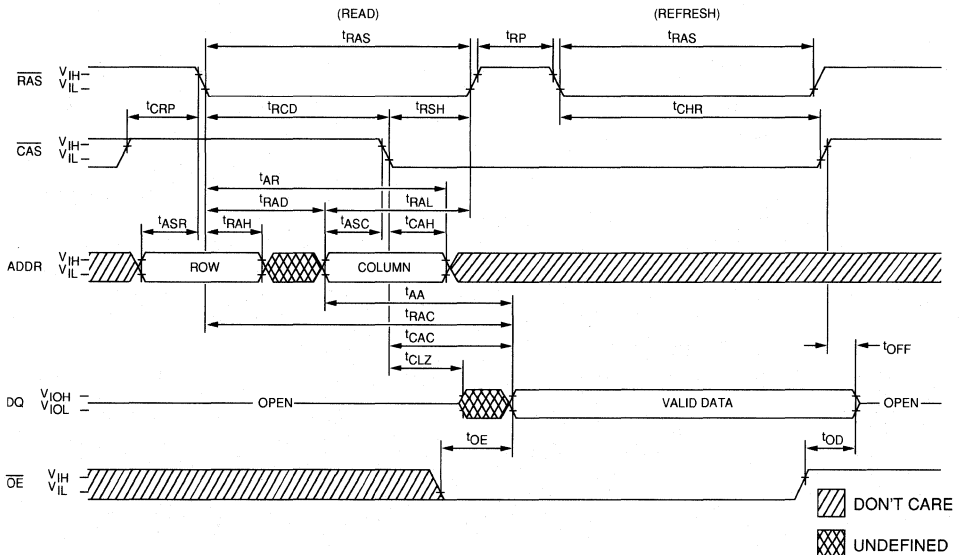 (READ) (REFRESH)
tRAS tRP tRAS
RAS VIH VIL
tCRP tRCD tRSH tCHR
CAS VIH VIL
tAR
tRAD tRAL
tASR tRAH tASC tCAH
ADDR VIH VIL ROW COLUMN
tAA
tRAC
tCAC
tCLZ tOFF
DQ VIOH VIOL OPEN VALID DATA OPEN
tOE tOD
OE VIH VIL
DON'T CARE
UNDEFINED